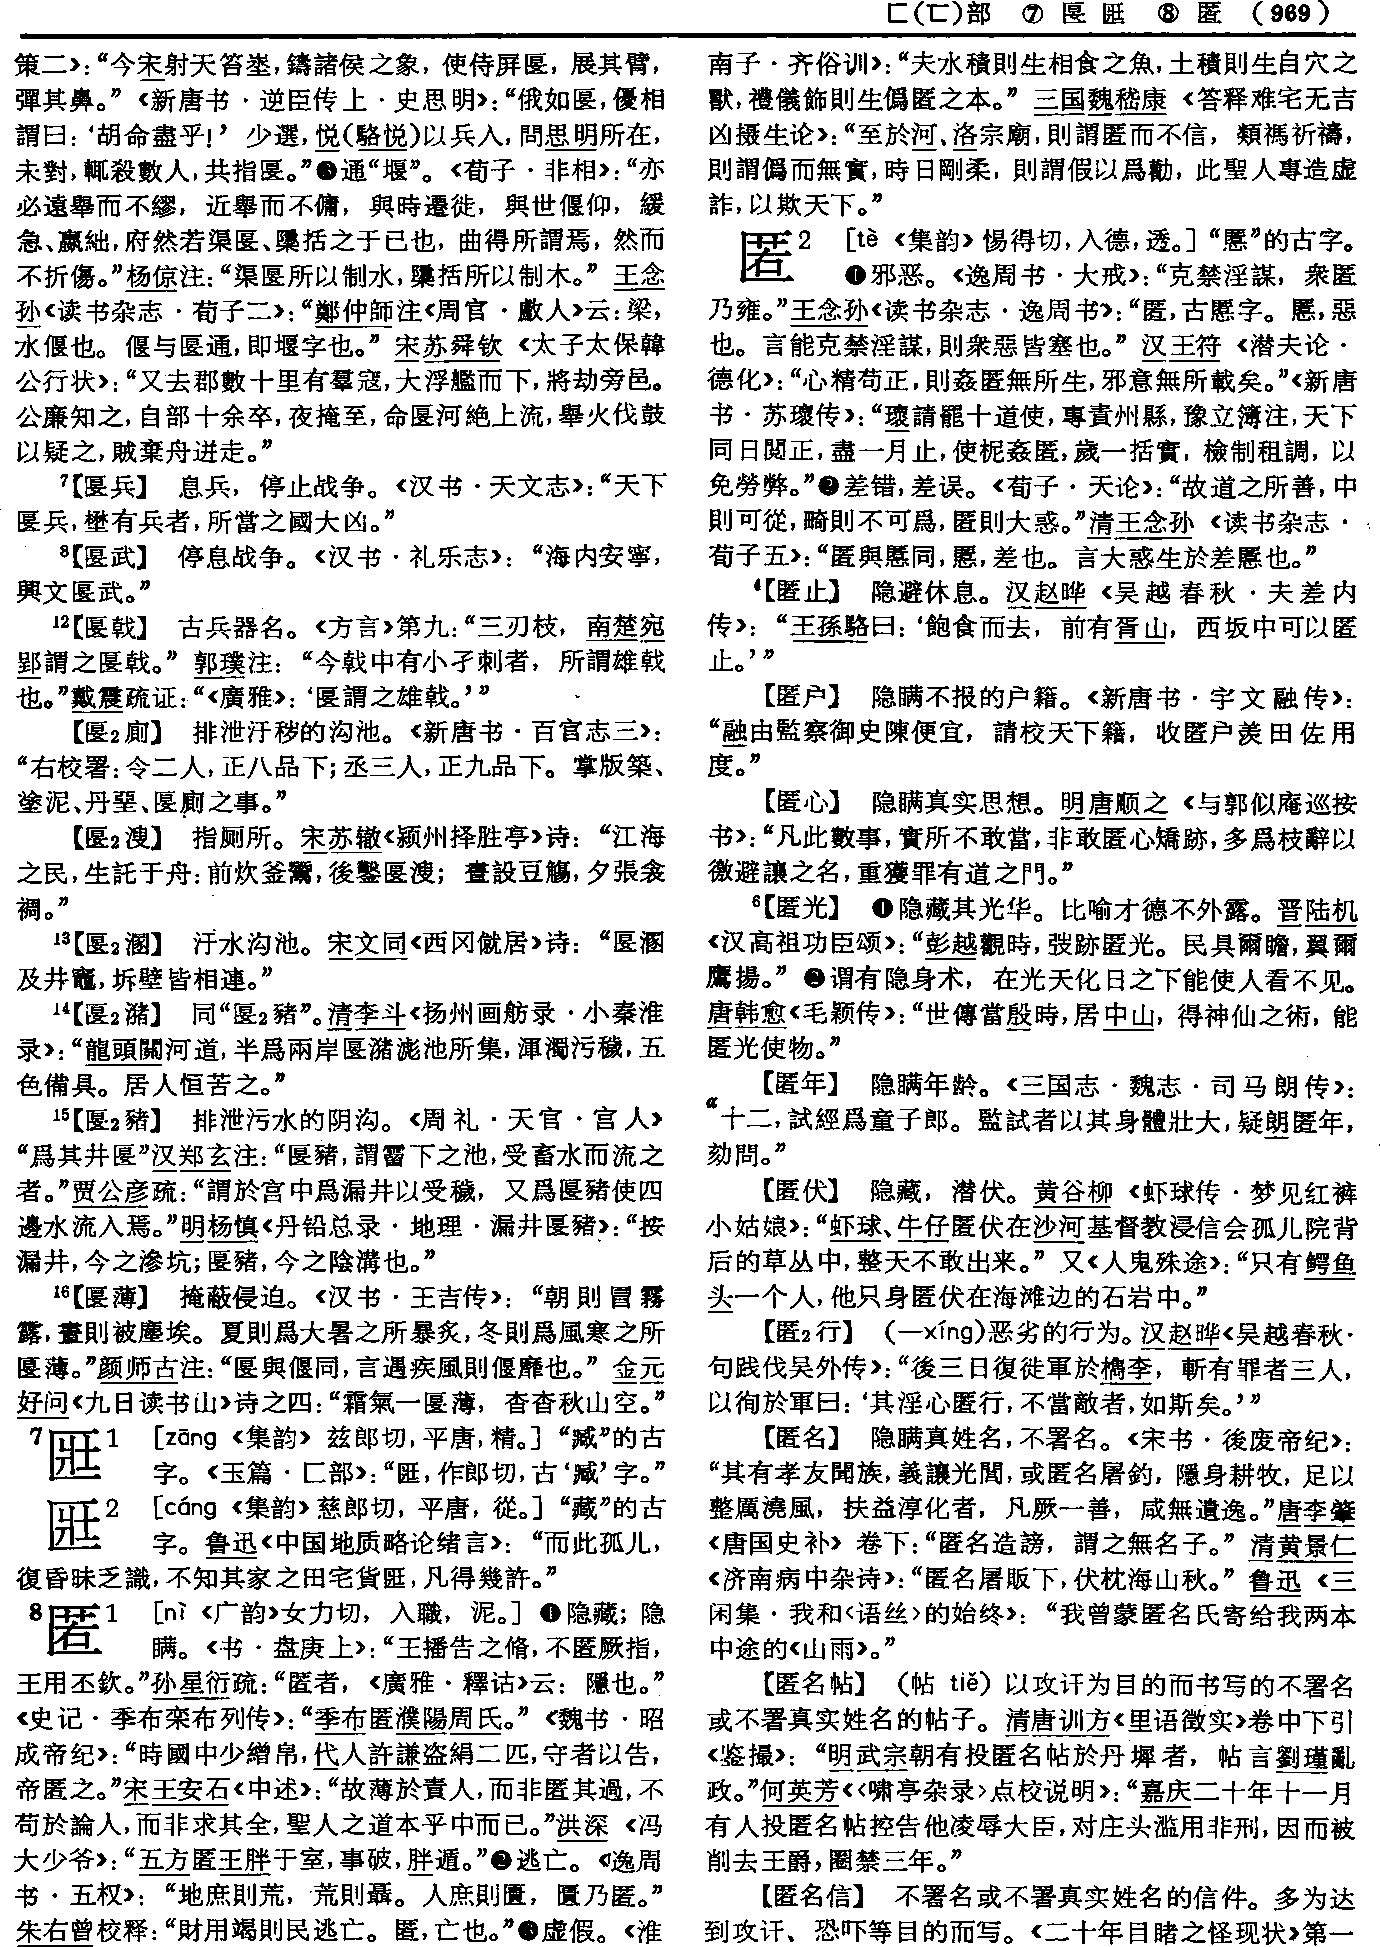 匚(匸)部 ⑦ 匽 匨 ⑧ 匿 （969）
策二》：“今宋射天笞埊，鑄諸侯之象，使侍屏匽，展其臂，
彈其鼻。”《新唐书·逆臣传上·史思明》：“俄如匽，優相
謂曰：‘胡命盡乎！’少選，悦(駱悦)以兵入，問思明所在，
未對，輒殺數人，共指匽。”❸通“堰”。《荀子·非相》：“亦
必遠舉而不繆，近舉而不傭，與時遷徙，與世偃仰，緩
急、嬴絀，府然若渠匽、檃括之于己也，曲得所謂焉，然而
不折傷。”杨倞注：“渠匽所以制水，檃括所以制木。”王念
孙《读书杂志·荀子二》：“鄭仲師注《周官·䱷人》云：梁，
水偃也。偃与匽通，即堰字也。”宋苏舜钦《太子太保韓
公行状》：“又去郡數十里有羣寇，大浮艦而下，將劫旁邑。
公廉知之，自部十余卒，夜掩至，命匽河絶上流，舉火伐鼓
以疑之，賊棄舟迸走。”
7【匽兵】 息兵，停止战争。《汉书·天文志》：“天下
匽兵，壄有兵者，所當之國大凶。”
8【匽武】 停息战争。《汉书·礼乐志》：“海内安寧，
興文匽武。”
12【匽戟】 古兵器名。《方言》第九：“三刃枝，南楚宛
郢謂之匽戟。”郭璞注：“今戟中有小孑刺者，所謂雄戟
也。”戴震疏证：“《廣雅》：‘匽謂之雄戟。’”
【匽2廁】 排泄汙秽的沟池。《新唐书·百官志三》：
“右校署：令二人，正八品下；丞三人，正九品下。掌版築、
塗泥、丹堊、匽廁之事。”
【匽2溲】 指厕所。宋苏辙《颍州择胜亭》诗：“江海
之民，生託于舟：前炊釜鬻，後鑿匽溲；晝設豆觴，夕張衾
裯。”
13【匽2溷】 汙水沟池。宋文同《西冈僦居》诗：“匽溷
及井竈，坼壁皆相連。”
14【匽2瀦】 同“匽2豬”。清李斗《扬州画舫录·小秦淮
录》：“龍頭關河道，半爲兩岸匽瀦滮池所集，渾濁污穢，五
色備具。居人恒苦之。”
15【匽2豬】 排泄污水的阴沟。《周礼·天官·宫人》
“爲其井匽”汉郑玄注：“匽豬，謂霤下之池，受畜水而流之
者。”贾公彦疏：“謂於宫中爲漏井以受穢，又爲匽豬使四
邊水流入焉。”明杨慎《丹铅总录·地理·漏井匽豬》：“按
漏井，今之滲坑；匽豬，今之陰溝也。”
16【匽薄】 掩蔽侵迫。《汉书·王吉传》：“朝則冒霧
露，晝則被塵埃。夏則爲大暑之所暴炙，冬則爲風寒之所
匽薄。”颜师古注：“匽與偃同，言遇疾風則偃靡也。”金元
好问《九日读书山》诗之四：“霜氣一匽薄，杳杳秋山空。”
7 匨1 [zāng《集韵》兹郎切，平唐，精。]“臧”的古
字。《玉篇·匚部》：“匨，作郎切，古‘臧’字。”
匨2 [cáng《集韵》慈郎切，平唐，從。]“藏”的古
字。鲁迅《中国地质略论绪言》：“而此孤儿，
復昏昧乏識，不知其家之田宅貨匨，凡得幾許。”
8 匿1 [nì《广韵》女力切，入職，泥。]❶隐藏；隐
瞒。《书·盘庚上》：“王播告之脩，不匿厥指，
王用丕欽。”孙星衍疏：“匿者，《廣雅·釋诂》云：隱也。”
《史记·季布栾布列传》：“季布匿濮陽周氏。”《魏书·昭
成帝纪》：“時國中少繒帛，代人許謙盗絹二匹，守者以告，
帝匿之。”宋王安石《中述》：“故薄於責人，而非匿其過，不
苟於論人，而非求其全，聖人之道本乎中而已。”洪深《冯
大少爷》：“五方匿王胖于室，事破，胖遁。”❷逃亡。《逸周
书·五权》：“地庶則荒，荒則聶。人庶則匱，匱乃匿。”
朱右曾校释：“財用竭則民逃亡。匿，亡也。”❸虚假。《淮
南子·齐俗训》：“夫水積則生相食之魚，土積則生自穴之
獸，禮儀飾則生僞匿之本。”三国魏嵇康《答释难宅无吉
凶摄生论》：“至於河、洛宗廟，則謂匿而不信，類禡祈禱，
則謂僞而無實，時日剛柔，則謂假以爲勸，此聖人專造虚
詐，以欺天下。”
匿2 [tè《集韵》惕得切，入德，透。]“慝”的古字。
❶邪恶。《逸周书·大戒》：“克禁淫謀，衆匿
乃雍。”王念孙《读书杂志·逸周书》：“匿，古慝字。慝，惡
也。言能克禁淫謀，則衆惡皆塞也。”汉王符《潜夫论·
德化》：“心精苟正，則姦匿無所生，邪意無所載矣。”《新唐
书·苏瓌传》：“瓌請罷十道使，專責州縣，豫立簿注，天下
同日閲正，盡一月止，使柅姦匿，歲一括實，檢制租調，以
免勞弊。”❷差错，差误。《荀子·天论》：“故道之所善，中
則可從，畸則不可爲，匿則大惑。”清王念孙《读书杂志·
荀子五》：“匿與慝同，慝，差也。言大惑生於差慝也。”
4【匿止】 隐避休息。汉赵晔《吴越春秋·夫差内
传》：“王孫駱曰：‘飽食而去，前有胥山，西坂中可以匿
止。’”
【匿户】 隐瞒不报的户籍。《新唐书·宇文融传》：
“融由監察御史陳便宜，請校天下籍，收匿户羨田佐用
度。”
【匿心】 隐瞒真实思想。明唐顺之《与郭似庵巡按
书》：“凡此數事，實所不敢當，非敢匿心矯跡，多爲枝辭以
微避讓之名，重獲罪有道之門。”
6【匿光】 ❶隐藏其光华。比喻才德不外露。晋陆机
《汉高祖功臣颂》：“彭越觀時，弢跡匿光。民具爾瞻，翼爾
鷹揚。”❷谓有隐身术，在光天化日之下能使人看不见。
唐韩愈《毛颖传》：“世傳當殷時，居中山，得神仙之術，能
匿光使物。”
【匿年】 隐瞒年龄。《三国志·魏志·司马朗传》：
“十二，試經爲童子郎。監試者以其身體壯大，疑朗匿年，
劾問。”
【匿伏】 隐藏，潜伏。黄谷柳《虾球传·梦见红裤
小姑娘》：“虾球、牛仔匿伏在沙河基督教浸信会孤儿院背
后的草丛中，整天不敢出来。”又《人鬼殊途》：“只有鳄鱼
头一个人，他只身匿伏在海滩边的石岩中。”
【匿2行】 (—xíng)恶劣的行为。汉赵晔《吴越春秋·
句践伐吴外传》：“後三日復徙軍於檇李，斬有罪者三人，
以徇於軍曰：‘其淫心匿行，不當敵者，如斯矣。’”
【匿名】 隐瞒真姓名，不署名。《宋书·後废帝纪》：
“其有孝友聞族，義讓光閭，或匿名屠釣，隱身耕牧，足以
整厲澆風，扶益淳化者，凡厥一善，咸無遺逸。”唐李肇
《唐国史补》卷下：“匿名造謗，謂之無名子。”清黄景仁
《济南病中杂诗》：“匿名屠販下，伏枕海山秋。”鲁迅《三
闲集·我和〈语丝〉的始终》：“我曾蒙匿名氏寄给我两本
中途的《山雨》。”
【匿名帖】 (帖 tiě) 以攻讦为目的而书写的不署名
或不署真实姓名的帖子。清唐训方《里语徵实》卷中下引
《鉴撮》：“明武宗朝有投匿名帖於丹墀者，帖言劉瑾亂
政。”何英芳《〈啸亭杂录〉点校说明》：“嘉庆二十年十一月
有人投匿名帖控告他凌辱大臣，对庄头滥用非刑，因而被
削去王爵，圈禁三年。”
【匿名信】 不署名或不署真实姓名的信件。多为达
到攻讦、恐吓等目的而写。《二十年目睹之怪现状》第一